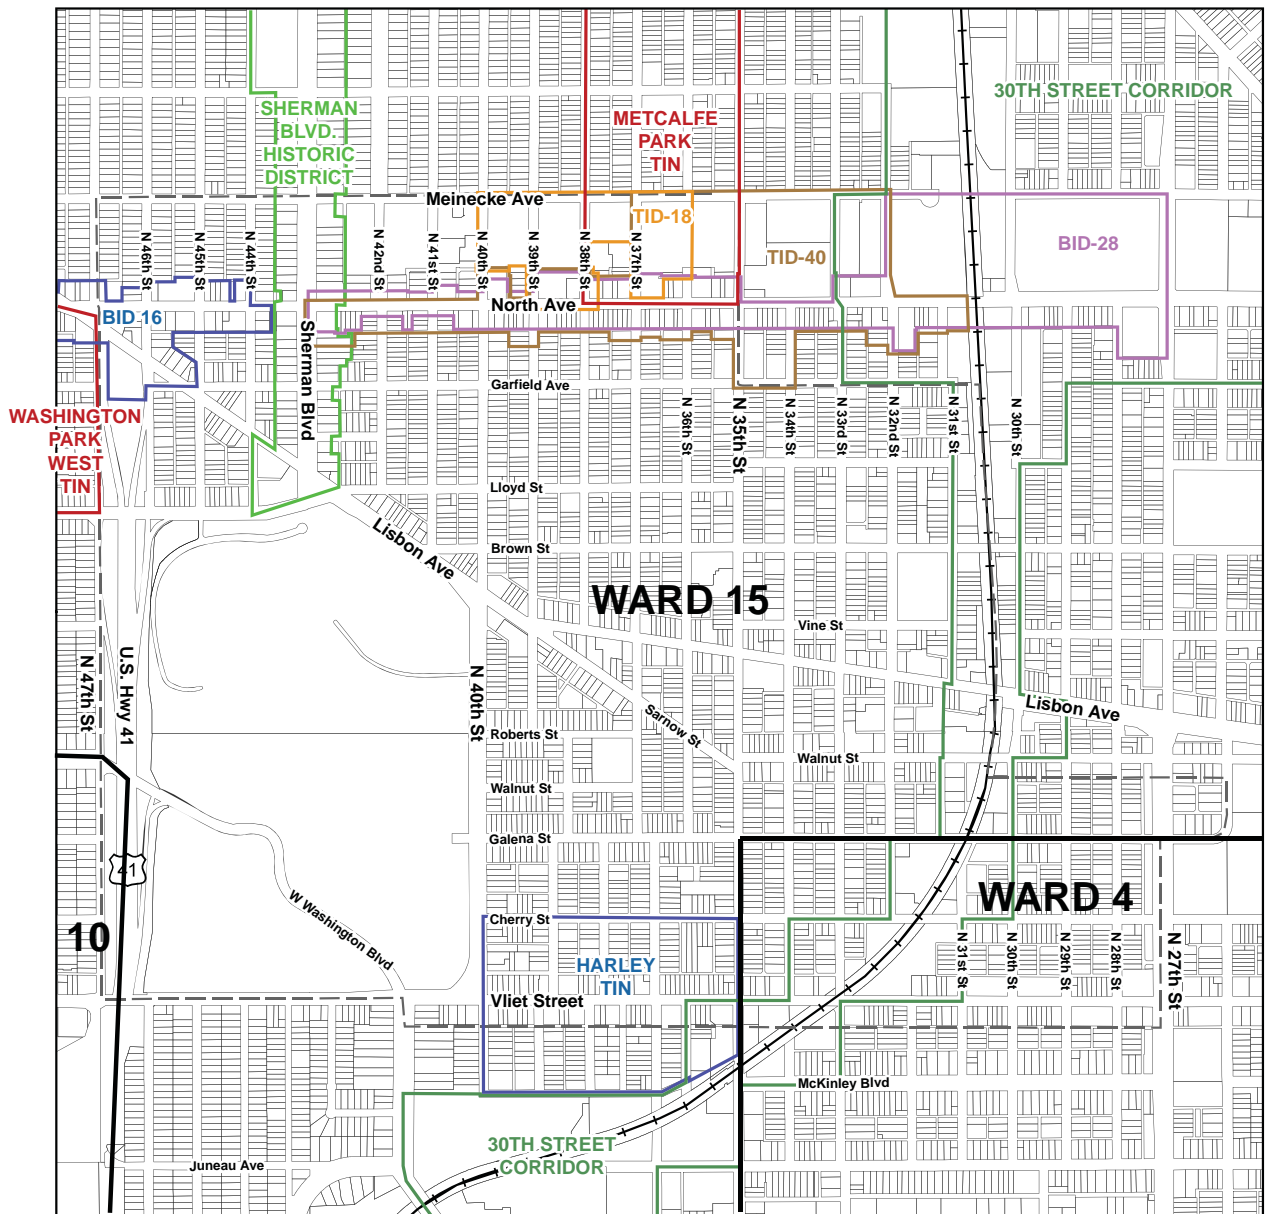 30TH STREET CORRIDOR
SHERMAN
BLVD.
HISTORIC
DISTRICT
METCALFE
PARK
TIN
Meinecke Ave
TID-18
BID-28
TID-40
N 46th St
N 45th St
N 44th St
N 42nd St
N 41st St
N 40th St
N 39th St
N 38th St
N 37th St
BID 16
North Ave
Sherman Blvd
Garfield Ave
WASHINGTON
PARK
WEST
TIN
N 36th St
N 35th St
N 34th St
N 33rd St
N 32nd St
N 31st St
N 30th St
Lloyd St
Lisbon Ave
Brown St
WARD 15
Vine St
N 47th St
U.S. Hwy 41
N 40th St
Lisbon Ave
Sarnow St
Roberts St
Walnut St
Walnut St
Galena St
41
WARD 4
W Washington Blvd
Cherry St
10
HARLEY
TIN
N 31st St
N 30th St
N 29th St
N 28th St
N 27th St
Vliet Street
McKinley Blvd
30TH STREET
CORRIDOR
Juneau Ave